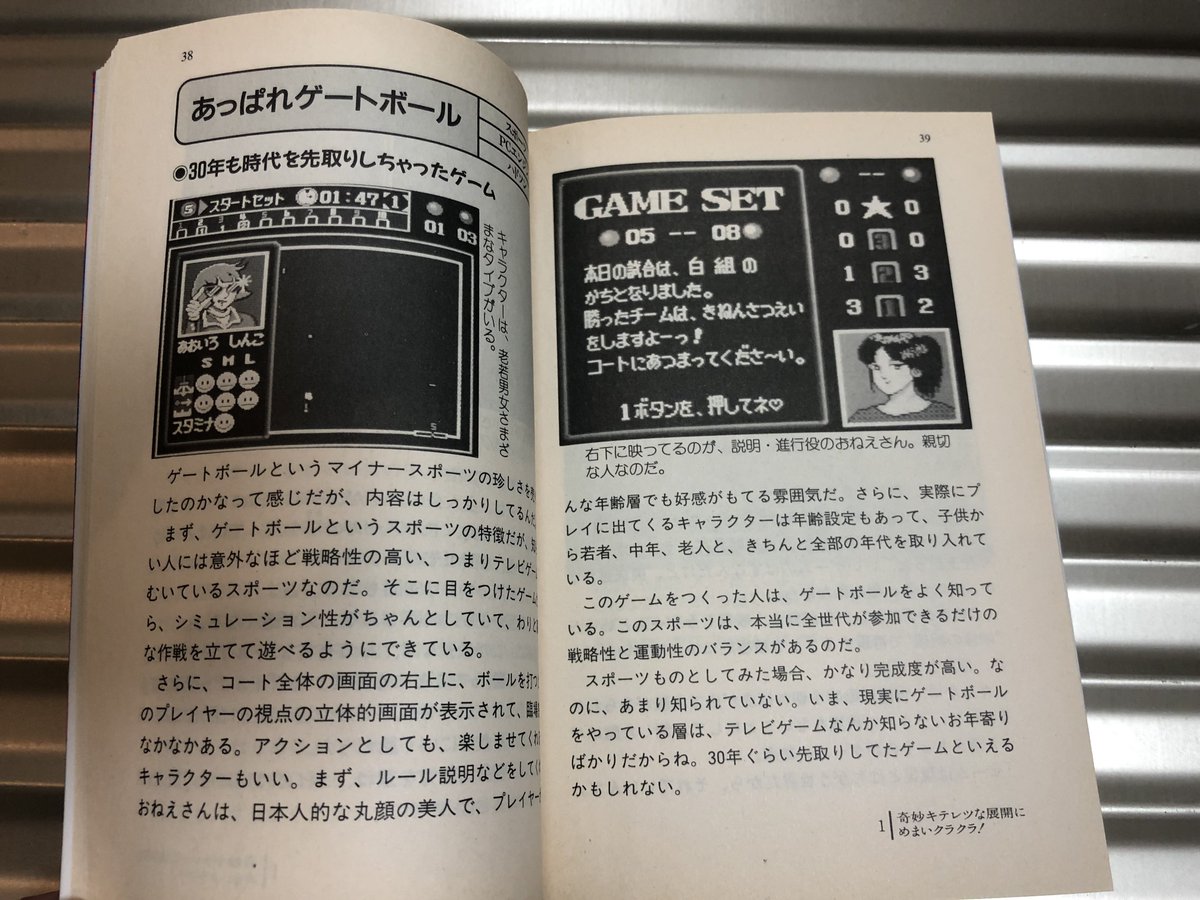 38
あっぱれゲートボール
スポー
PCエン
ハドソン
◉30年も時代を先取りしちゃったゲーム
S▶スタートセット 01:47 1
01 03
あおいろ しんこ
S M L
スタミナ
キャラクターは、老若男女さまざ
まなタイプがいる。
ゲートボールというマイナースポーツの珍しさを
したのかなって感じだが、内容はしっかりしてるんだ
まず、ゲートボールというスポーツの特徴だが、
い人には意外なほど戦略性の高い、つまりテレビゲー
むいているスポーツなのだ。そこに目をつけたゲーム
ら、シミュレーション性がちゃんとしていて、わりと
な作戦を立てて遊べるようにできている。
さらに、コート全体の画面の右上に、ボールを打つ
のプレイヤーの視点の立体的画面が表示されて、臨場
なかなかある。アクションとしても、楽しませてくれ
キャラクターもいい。まず、ルール説明などをしてく
おねえさんは、日本人的な丸顔の美人で、プレイヤー
39
GAME SET
05 -- 08
本日の試合は、白組の
かちとなりました。
勝ったチームは、きねんさつえい
をしますよーっ!
コートにあつまってくださ〜い。
1ボタンを、押してネ♡
--
0 ★ 0
0 3 0
1 2 3
3 1 2
右下に映ってるのが、説明・進行役のおねえさん。親切
な人なのだ。
んな年齢層でも好感がもてる雰囲気だ。さらに、実際にプ
レイに出てくるキャラクターは年齢設定もあって、子供か
ら若者、中年、老人と、きちんと全部の年代を取り入れて
いる。
このゲームをつくった人は、ゲートボールをよく知って
いる。このスポーツは、本当に全世代が参加できるだけの
戦略性と運動性のバランスがあるのだ。
スポーツものとしてみた場合、かなり完成度が高い。な
のに、あまり知られていない。いま、現実にゲートボール
をやっている層は、テレビゲームなんか知らないお年寄り
ばかりだからね。30年ぐらい先取りしてたゲームといえる
かもしれない。
1 奇妙キテレツな展開に
めまいクラクラ!